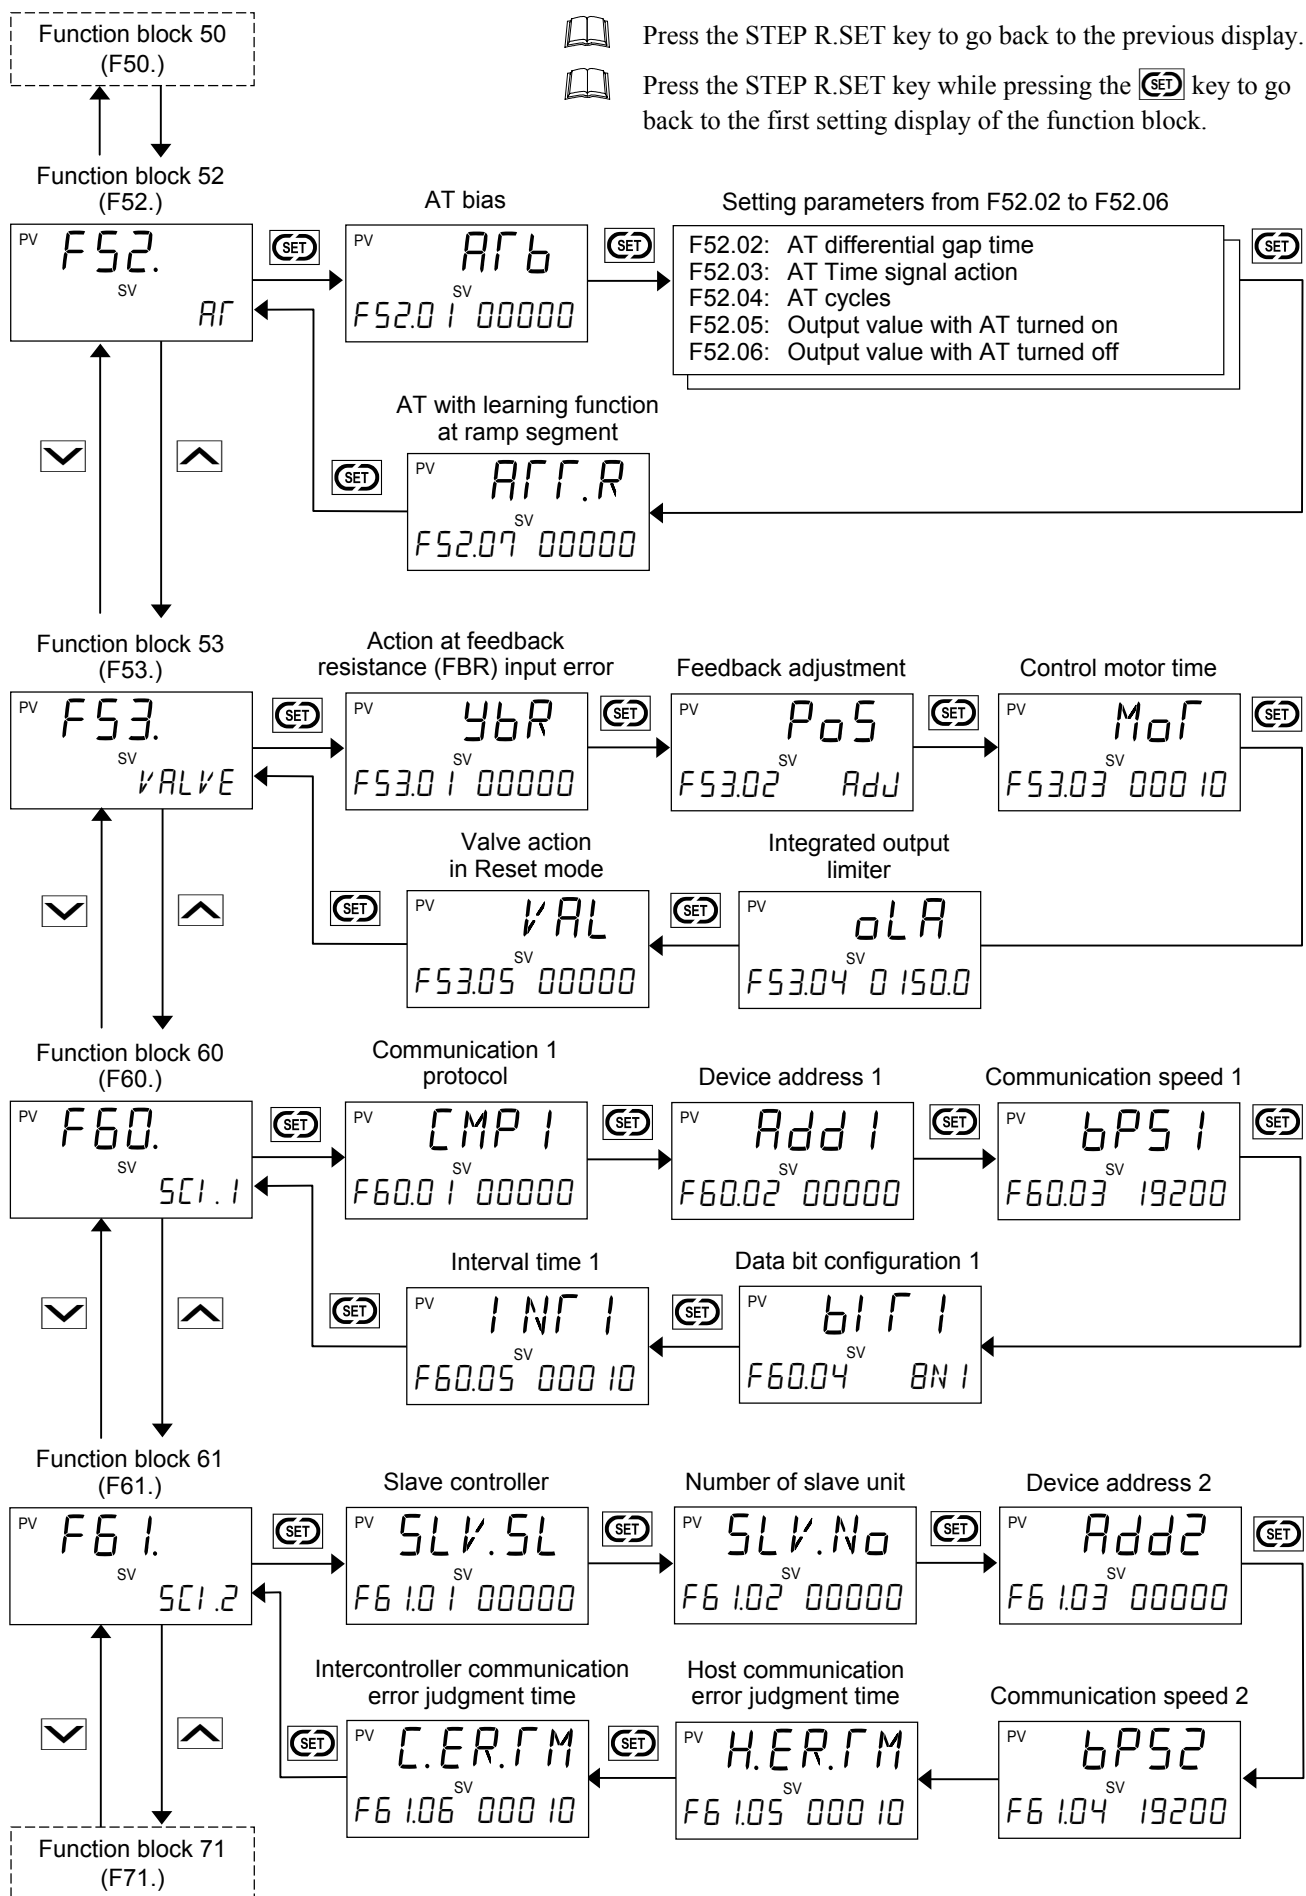 Function block 50
(F50.)
Press the STEP R.SET key to go back to the previous display.
Press the STEP R.SET key while pressing the SET key to go
back to the first setting display of the function block.
Function block 52
(F52.)
PV F52.
SV
AT
SET
AT bias
PV ATb
SV
F52.01 00000
SET
Setting parameters from F52.02 to F52.06
F52.02: AT differential gap time
F52.03: AT Time signal action
F52.04: AT cycles
F52.05: Output value with AT turned on
F52.06: Output value with AT turned off
SET
AT with learning function
at ramp segment
SET
PV ATT.R
SV
F52.07 00000
Function block 53
(F53.)
PV F53.
SV
VALVE
SET
Action at feedback
resistance (FBR) input error
PV YbR
SV
F53.01 00000
SET
Feedback adjustment
PV PoS
SV
F53.02 AdJ
SET
Control motor time
PV MoT
SV
F53.03 00010
SET
Valve action
in Reset mode
SET
PV VAL
SV
F53.05 00000
SET
Integrated output
limiter
PV oLA
SV
F53.04 0150.0
Function block 60
(F60.)
PV F60.
SV
SCI.1
SET
Communication 1
protocol
PV CMP1
SV
F60.01 00000
SET
Device address 1
PV Add1
SV
F60.02 00000
SET
Communication speed 1
PV bPS1
SV
F60.03 19200
SET
Interval time 1
SET
PV INT1
SV
F60.05 00010
SET
Data bit configuration 1
PV bIT1
SV
F60.04 8N1
Function block 61
(F61.)
PV F61.
SV
SCI.2
SET
Slave controller
PV SLV.SL
SV
F61.01 00000
SET
Number of slave unit
PV SLV.No
SV
F61.02 00000
SET
Device address 2
PV Add2
SV
F61.03 00000
SET
Intercontroller communication
error judgment time
SET
PV C.ER.TM
SV
F61.06 00010
SET
Host communication
error judgment time
PV H.ER.TM
SV
F61.05 00010
Communication speed 2
PV bPS2
SV
F61.04 19200
Function block 71
(F71.)